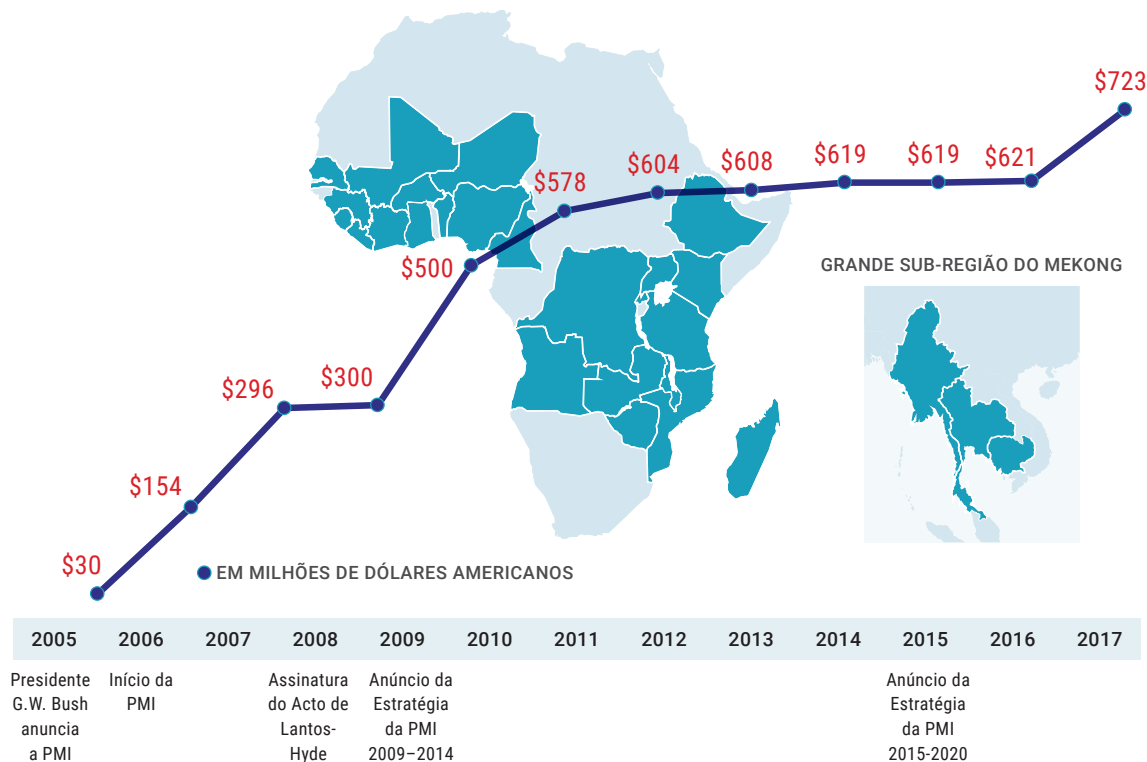 $723
$604
$608
$619
$619
$621
$578
$500
GRANDE SUB-REGIÃO DO MEKONG
$296
$300
$154
$30
EM MILHÕES DE DÓLARES AMERICANOS
2005 2006 2007 2008 2009 2010 2011 2012 2013 2014 2015 2016 2017
Presidente
G.W. Bush
anuncia
a PMI
Início da
PMI
Assinatura
do Acto de
Lantos-
Hyde
Anúncio da
Estratégia
da PMI
2009–2014
Anúncio da
Estratégia
da PMI
2015-2020